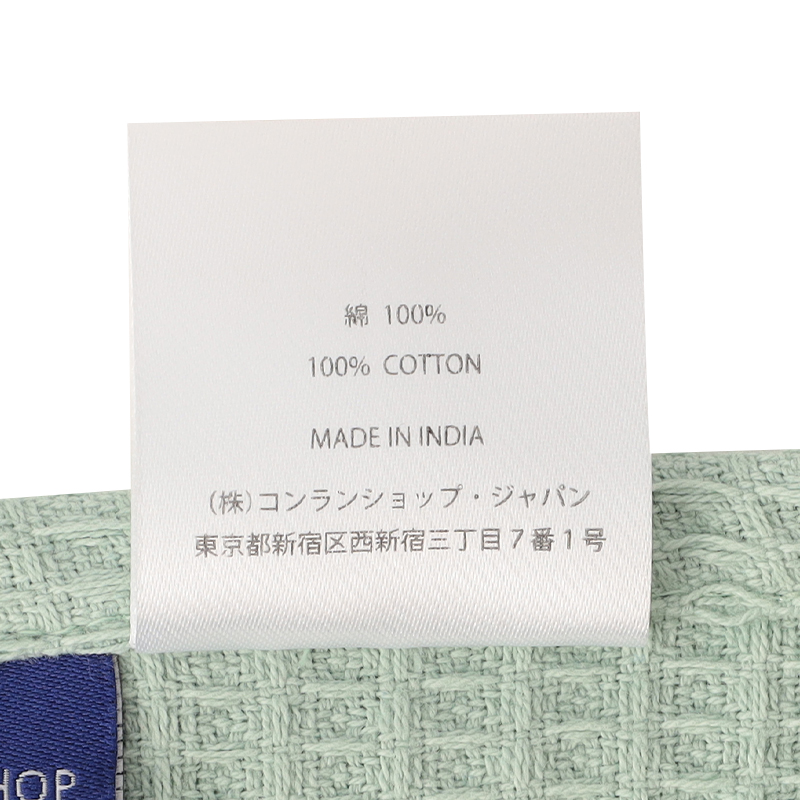 綿 100%
100% COTTON
MADE IN INDIA
(株)コンランショップ・ジャパン
東京都新宿区西新宿三丁目7番1号
HOP